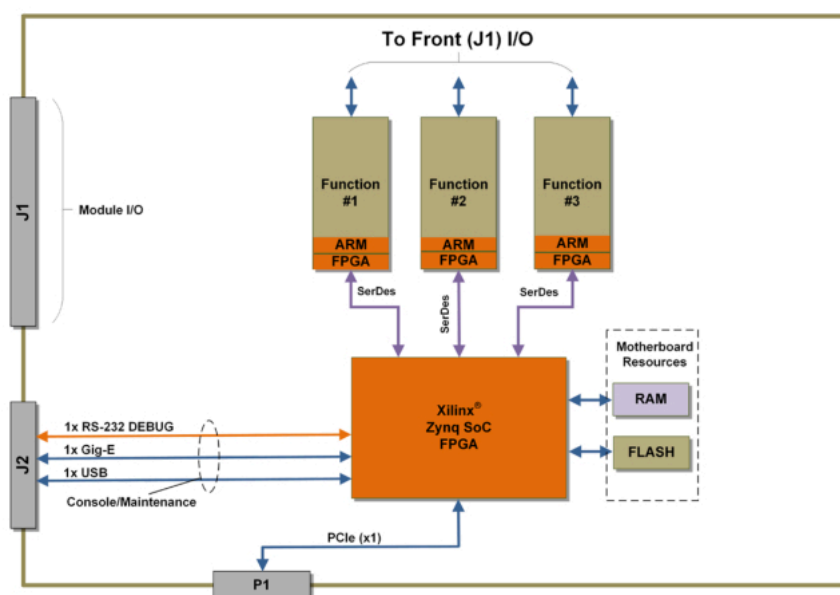 To Front (J1) I/O
J1
Module I/O
Function
#1
ARM
FPGA
Function
#2
ARM
FPGA
Function
#3
ARM
FPGA
SerDes
SerDes
SerDes
Motherboard
Resources
RAM
FLASH
Xilinx®
Zynq SoC
FPGA
J2
1x RS-232 DEBUG
1x Gig-E
1x USB
Console/Maintenance
PCIe (x1)
P1